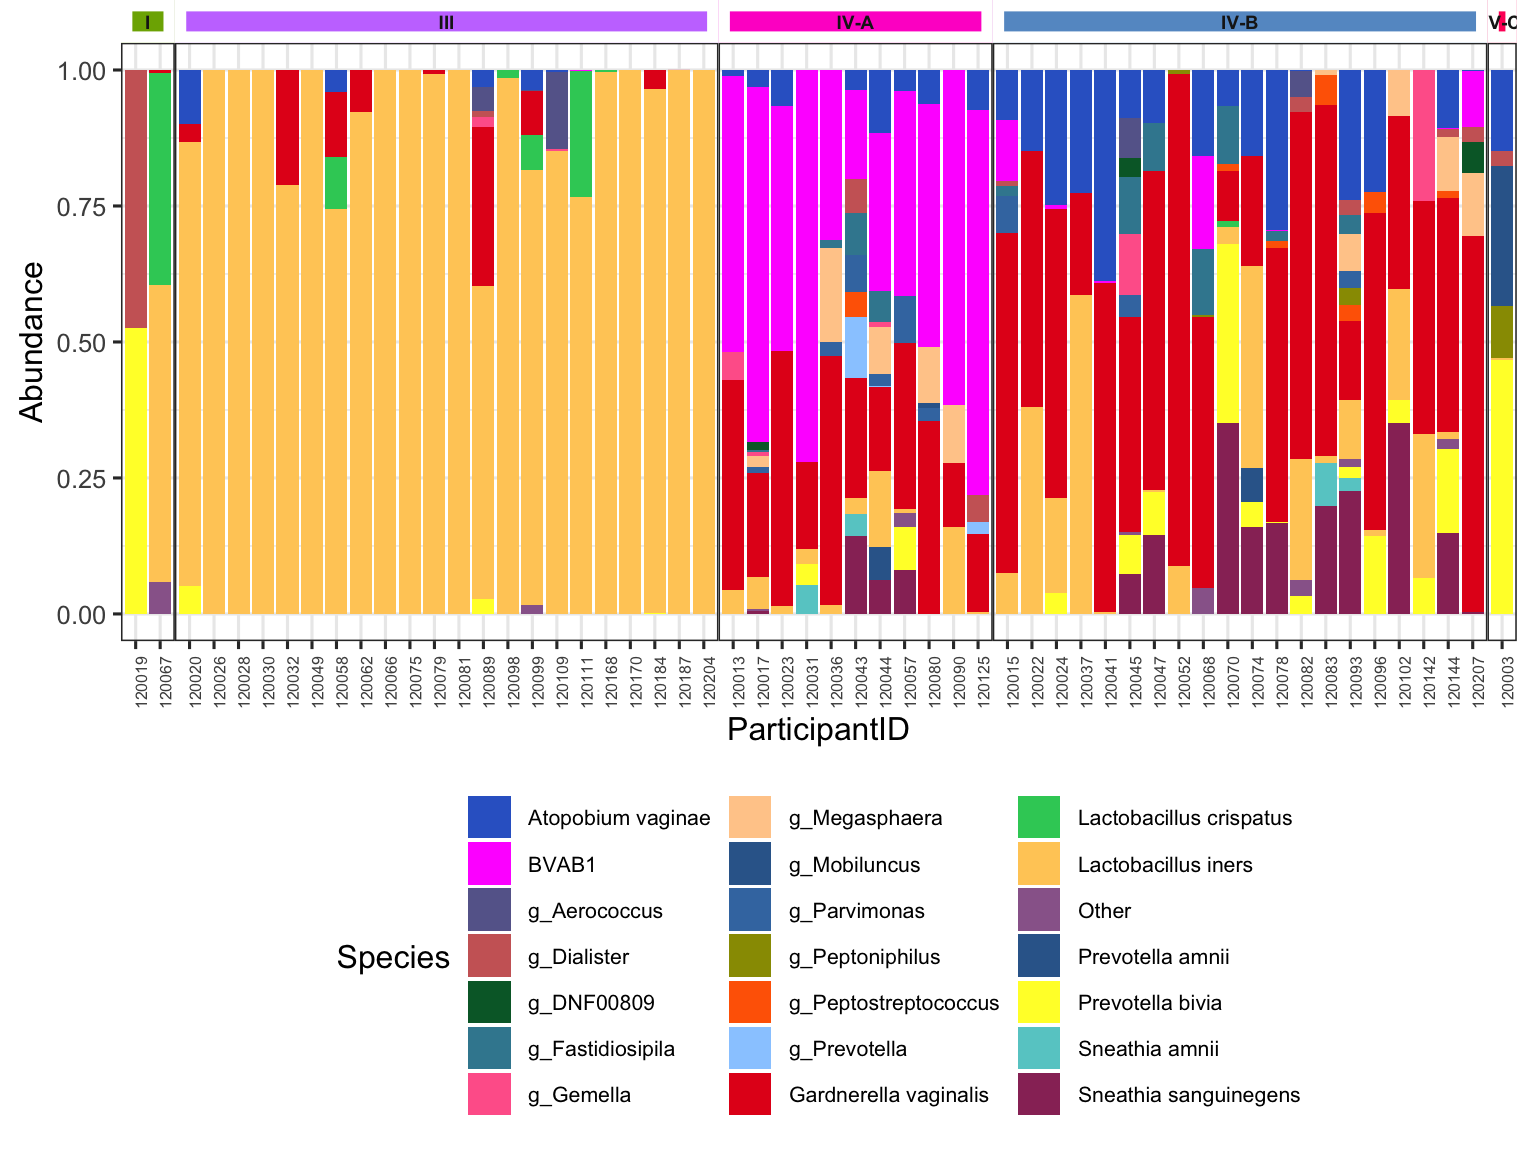 I III IV-A IV-B V-C
1.00
0.75
0.50
0.25
0.00
Abundance
120019 120067 120020 120026 120028 120030 120032 120049 120058 120062 120066 120075 120079 120081 120089 120098 120099 120109 120111 120168 120170 120184 120187 120204 120013 120017 120023 120031 120036 120043 120044 120057 120080 120090 120125 120015 120022 120024 120037 120041 120045 120047 120052 120068 120070 120074 120078 120082 120083 120093 120096 120102 120142 120144 120207 120003
ParticipantID
Species
Atopobium vaginae
BVAB1
g_Aerococcus
g_Dialister
g_DNF00809
g_Fastidiosipila
g_Gemella
g_Megasphaera
g_Mobiluncus
g_Parvimonas
g_Peptoniphilus
g_Peptostreptococcus
g_Prevotella
Gardnerella vaginalis
Lactobacillus crispatus
Lactobacillus iners
Other
Prevotella amnii
Prevotella bivia
Sneathia amnii
Sneathia sanguinegens